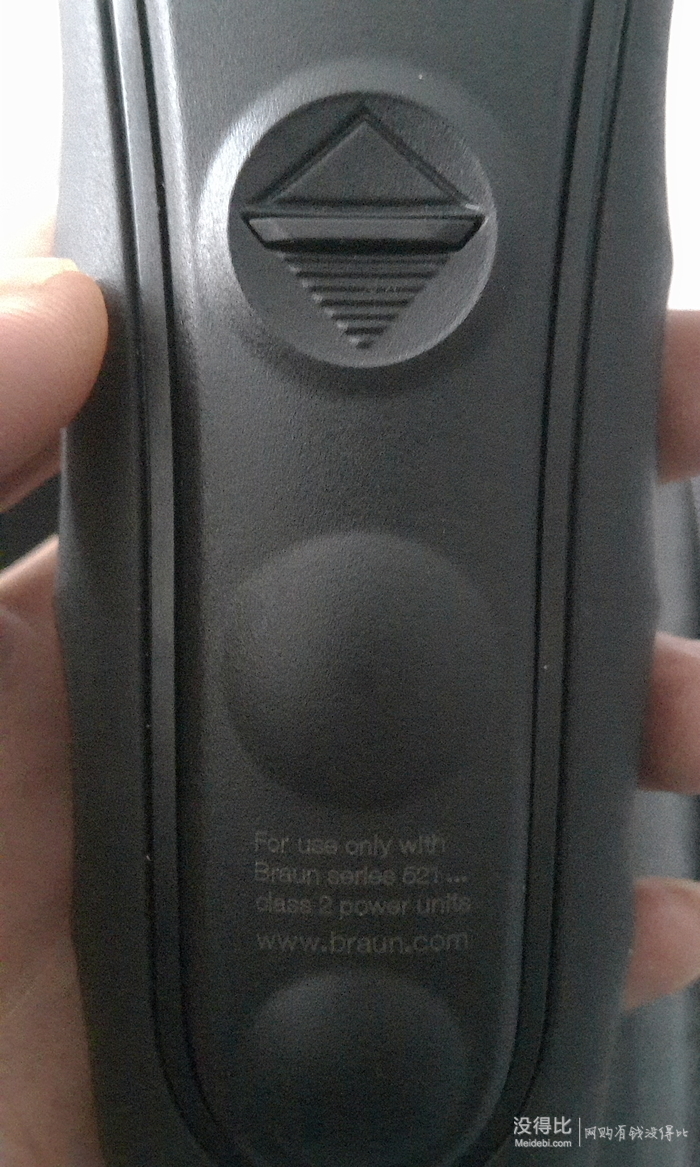 For use only with
Braun series 521...
class 2 power units
www.braun.com
没得比 网购有钱没得比
Meidebi.com